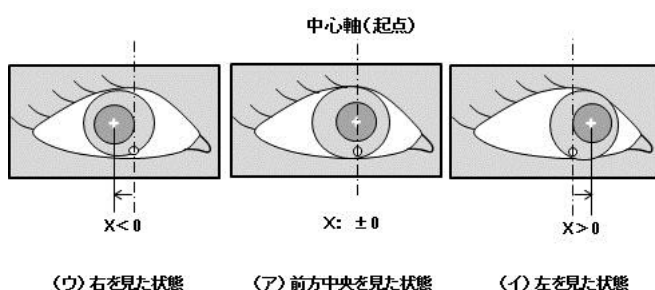 中心軸(起点)
X<0
X: ±0
X>0
(ウ)右を見た状態
(ア)前方中央を見た状態
(イ)左を見た状態